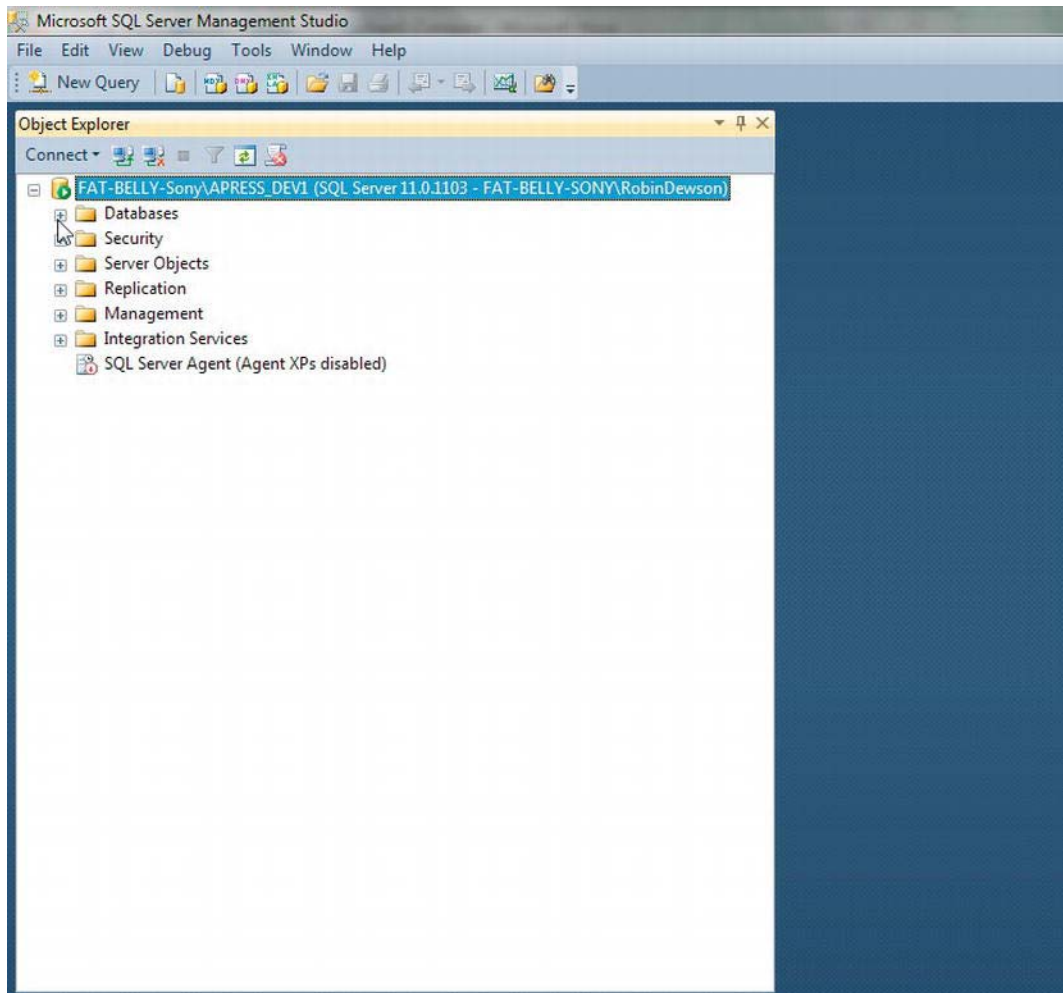 Microsoft SQL Server Management Studio
File Edit View Debug Tools Window Help
New Query
Object Explorer
Connect
FAT-BELLY-Sony\APRESS_DEV1 (SQL Server 11.0.1103 - FAT-BELLY-SONY\RobinDewson)
Databases
Security
Server Objects
Replication
Management
Integration Services
SQL Server Agent (Agent XPs disabled)